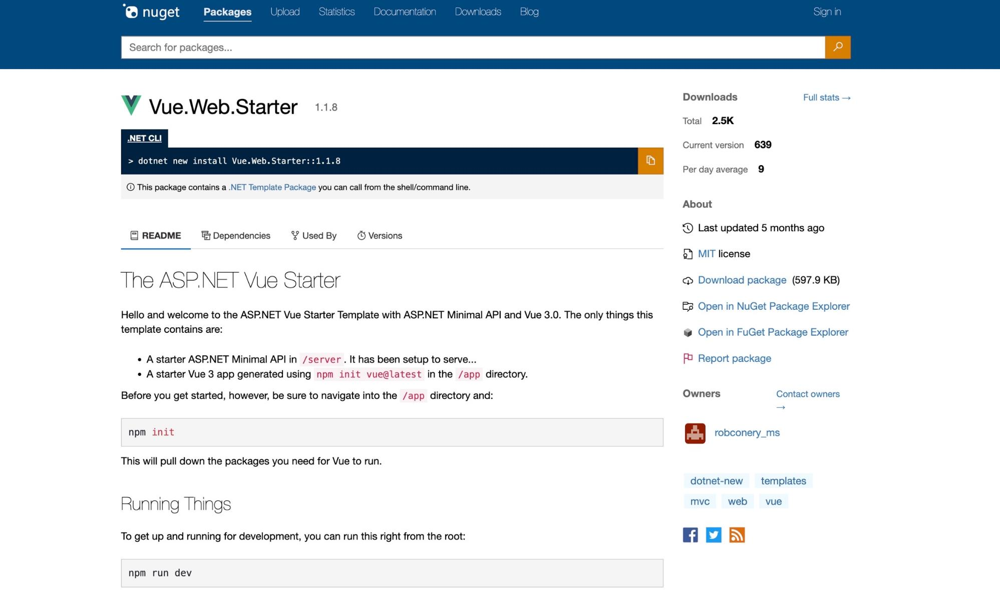 nuget Packages Upload Statistics Documentation Downloads Blog Sign in
Search for packages...
Vue.Web.Starter 1.1.8
.NET CLI
> dotnet new install Vue.Web.Starter::1.1.8
This package contains a .NET Template Package you can call from the shell/command line.
README Dependencies Used By Versions
The ASP.NET Vue Starter
Hello and welcome to the ASP.NET Vue Starter Template with ASP.NET Minimal API and Vue 3.0. The only things this
template contains are:
• A starter ASP.NET Minimal API in /server. It has been setup to serve...
• A starter Vue 3 app generated using npm init vue@latest in the /app directory.
Before you get started, however, be sure to navigate into the /app directory and:
npm init
This will pull down the packages you need for Vue to run.
Running Things
To get up and running for development, you can run this right from the root:
npm run dev
Downloads Full stats →
Total 2.5K
Current version 639
Per day average 9
About
Last updated 5 months ago
MIT license
Download package (597.9 KB)
Open in NuGet Package Explorer
Open in FuGet Package Explorer
Report package
Owners Contact owners
→
robconery_ms
dotnet-new templates
mvc web vue